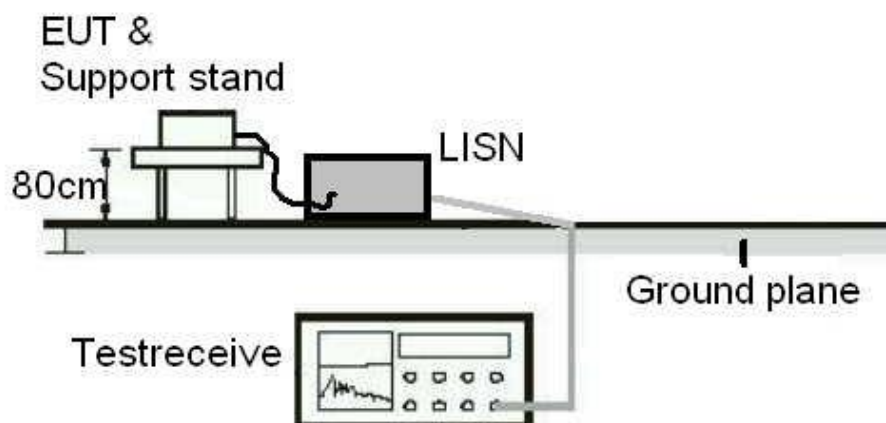 EUT &
Support stand
LISN
80cm
Ground plane
Testreceive